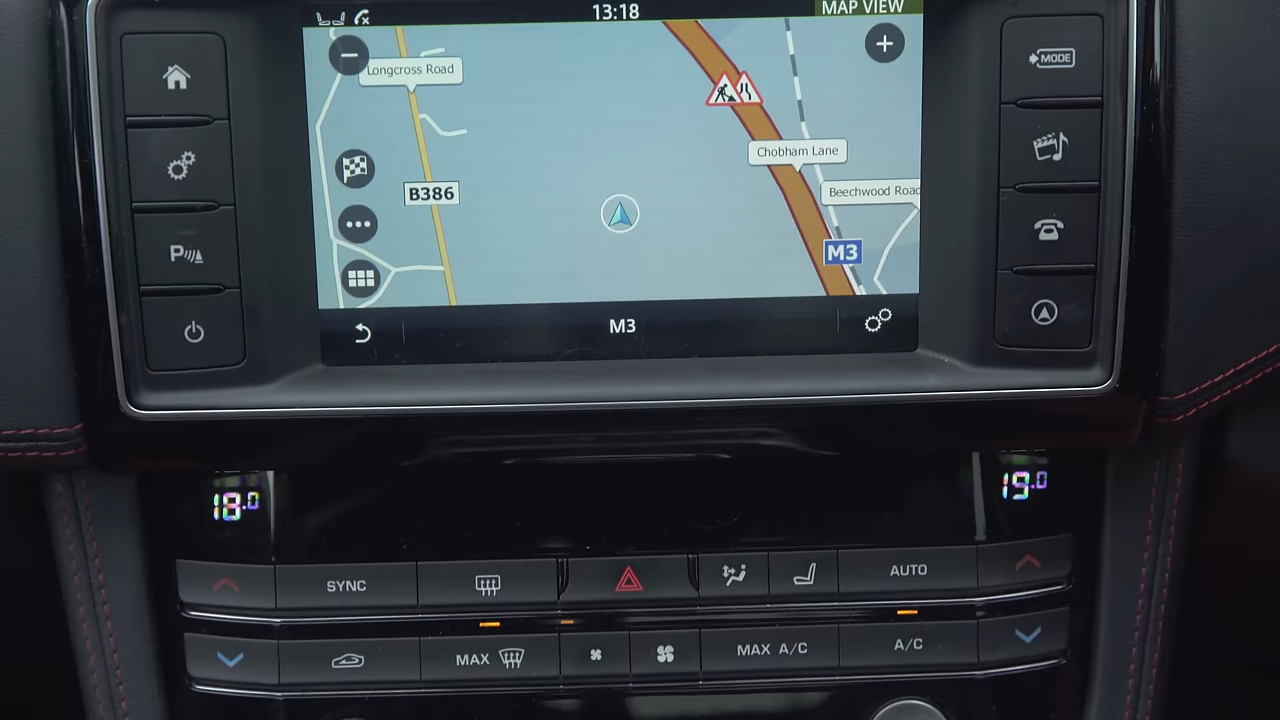 13:18
MAP VIEW
MODE
Longcross Road
Chobham Lane
Beechwood Road
B386
M3
M3
P
18.0
19.0
SYNC
AUTO
MAX
MAX A/C
A/C